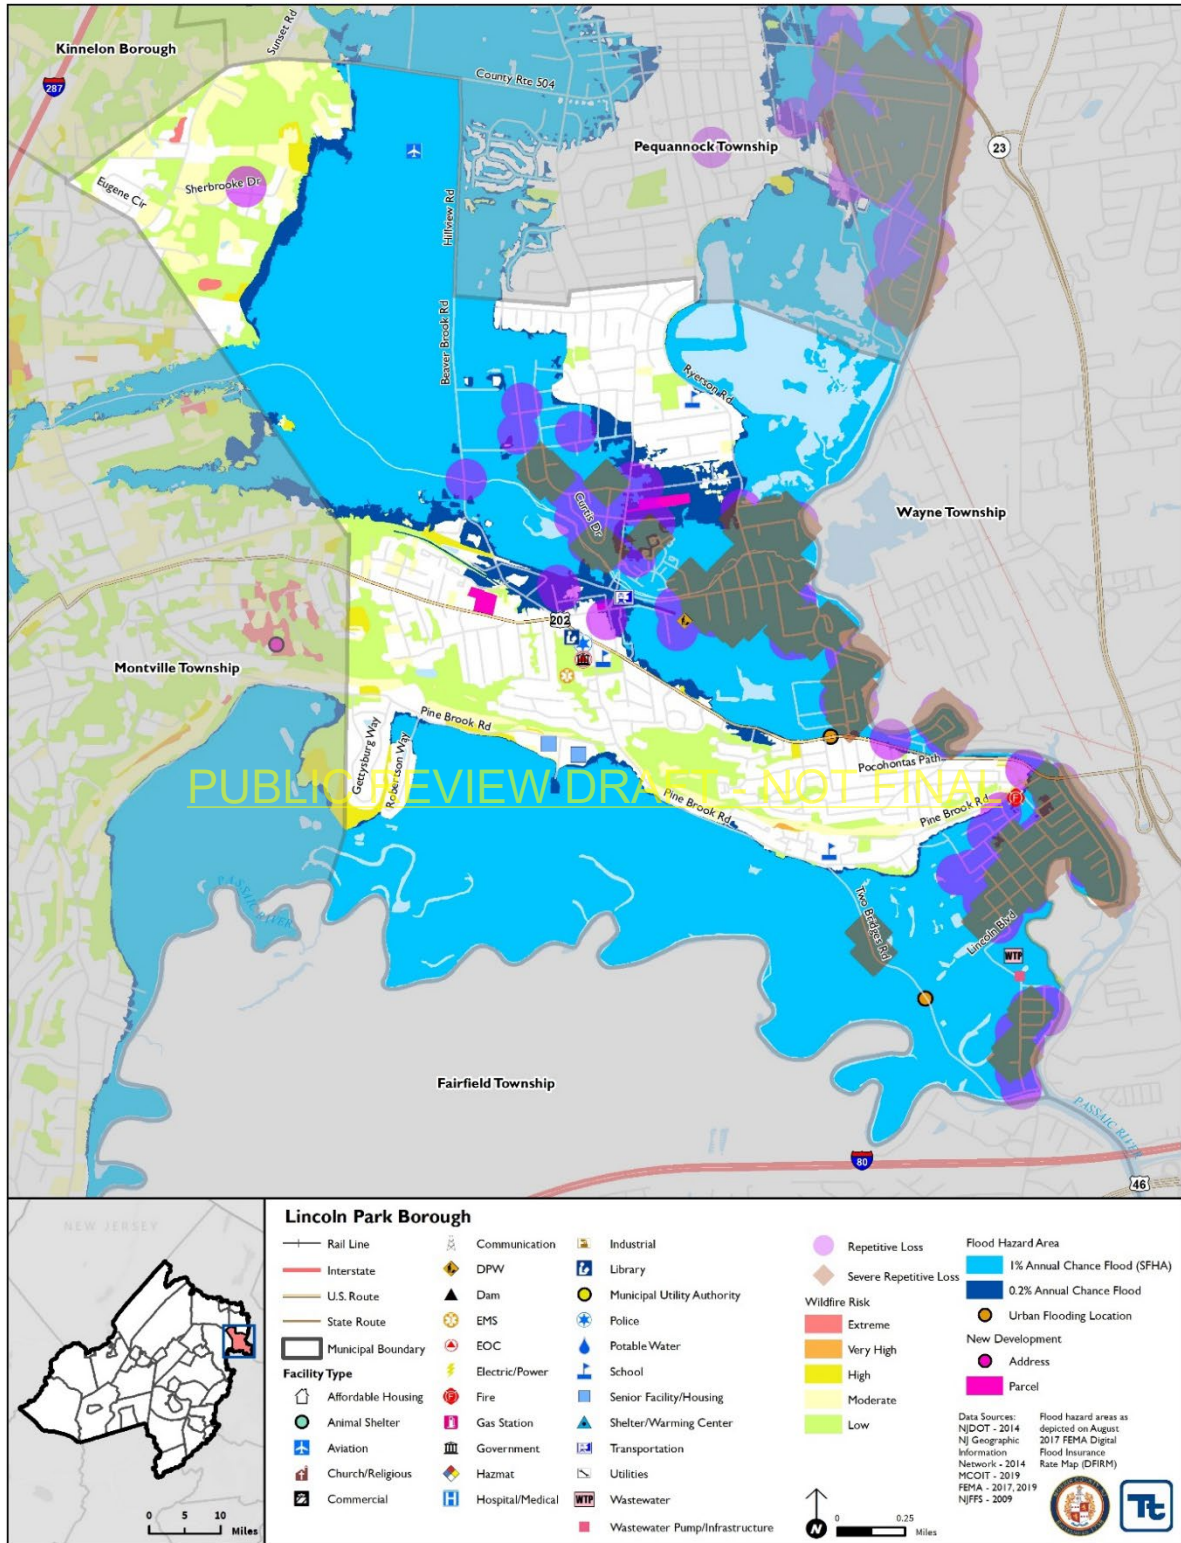 Kinnelon Borough
Sunset Rd
287
County Rte 504
Pequannock Township
23
Eugene Cir
Sherbrooke Dr
Hillview Rd
Beaver Brook Rd
Ryerson Rd
Curtis Dr
Wayne Township
202
Montville Township
Gettysburg Way
Robertson Way
Pine Brook Rd
Pocohontas Path
PUBLIC REVIEW DRAFT - NOT FINAL
Pine Brook Rd
Pine Brook Rd
F
PASSAIC RIVER
Two Bridges Rd
Lincoln Blvd
WTP
Fairfield Township
PASSAIC RIVER
80
46
NEW JERSEY
0 5 10
Miles
Lincoln Park Borough
Rail Line
Interstate
U.S. Route
State Route
Municipal Boundary
Facility Type
Affordable Housing
Animal Shelter
Aviation
Church/Religious
Commercial
Communication
DPW
Dam
EMS
EOC
Electric/Power
Fire
Gas Station
Government
Hazmat
Hospital/Medical
Industrial
Library
Municipal Utility Authority
Police
Potable Water
School
Senior Facility/Housing
Shelter/Warming Center
Transportation
Utilities
WTP Wastewater
Wastewater Pump/Infrastructure
Repetitive Loss
Severe Repetitive Loss
Wildfire Risk
Extreme
Very High
High
Moderate
Low
N
0 0.25
Miles
Flood Hazard Area
1% Annual Chance Flood (SFHA)
0.2% Annual Chance Flood
Urban Flooding Location
New Development
Address
Parcel
Data Sources:
NJDOT - 2014
NJ Geographic
Information
Network - 2014
MCOIT - 2019
FEMA - 2017, 2019
NJFFS - 2009
Flood hazard areas as
depicted on August
2017 FEMA Digital
Flood Insurance
Rate Map (DFIRM)
Tt